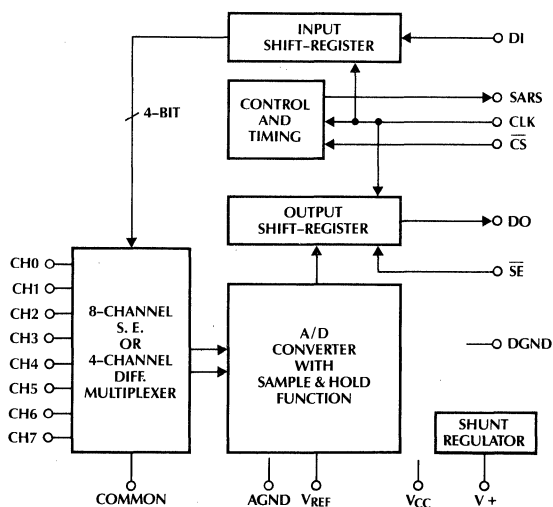 INPUT
SHIFT-REGISTER
DI
4-BIT
CONTROL
AND
TIMING
SARS
CLK
CS
OUTPUT
SHIFT-REGISTER
DO
SE
CH0
CH1
CH2
CH3
CH4
CH5
CH6
CH7
8-CHANNEL
S. E.
OR
4-CHANNEL
DIFF.
MULTIPLEXER
A/D
CONVERTER
WITH
SAMPLE & HOLD
FUNCTION
DGND
SHUNT
REGULATOR
COMMON
AGND
VREF
VCC
V+